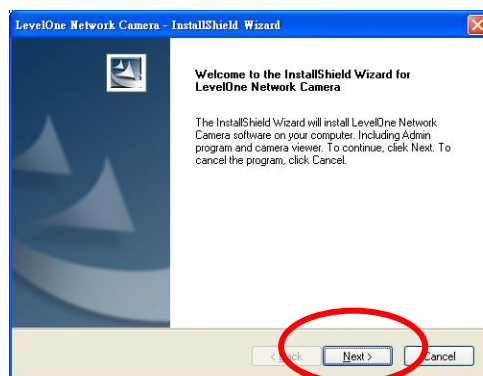 LevelOne Network Camera - InstallShield Wizard
Welcome to the InstallShield Wizard for
LevelOne Network Camera
The InstallShield Wizard will install LevelOne Network
Camera software on your computer. Including Admin
program and camera viewer. To continue, cliek Next. To
cancel the program, click Cancel.
< Back
Next >
Cancel